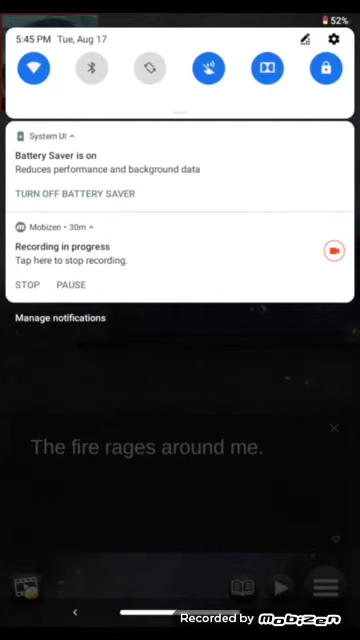 52%
5:45 PM Tue, Aug 17
System UI
Battery Saver is on
Reduces performance and background data
TURN OFF BATTERY SAVER
Mobizen • 30m
Recording in progress
Tap here to stop recording.
STOP PAUSE
Manage notifications
The fire rages around me.
Recorded by mobizen